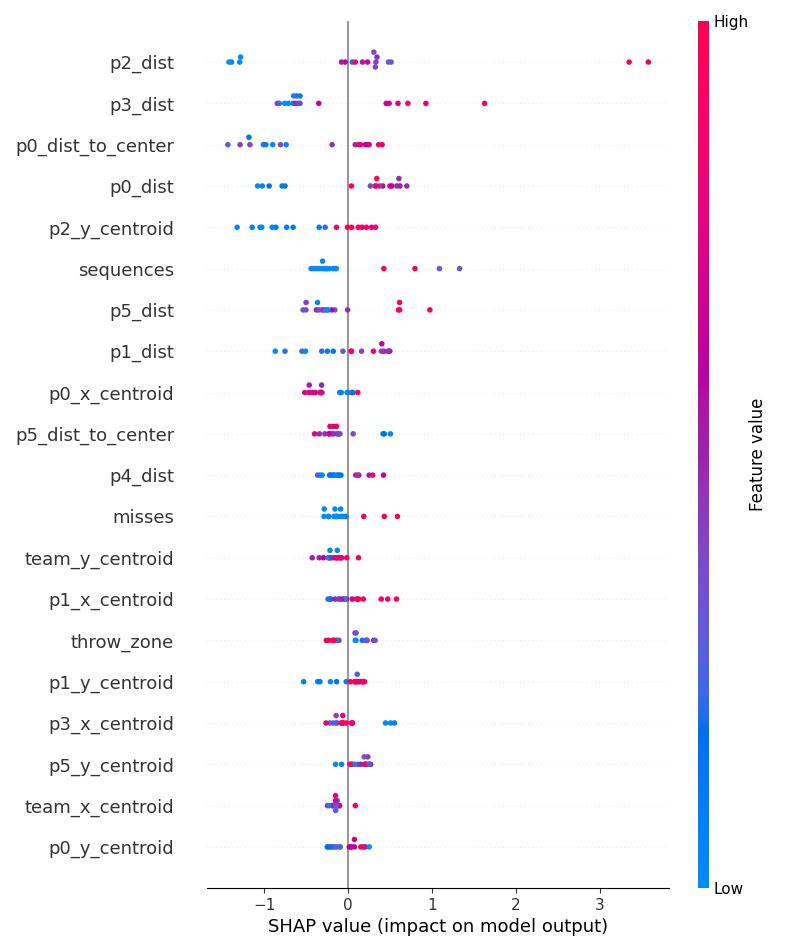 High
p2_dist
p3_dist
p0_dist_to_center
p0_dist
p2_y_centroid
sequences
p5_dist
p1_dist
p0_x_centroid
p5_dist_to_center
p4_dist
misses
team_y_centroid
p1_x_centroid
throw_zone
p1_y_centroid
p3_x_centroid
p5_y_centroid
team_x_centroid
p0_y_centroid
Feature value
Low
−1 0 1 2 3
SHAP value (impact on model output)